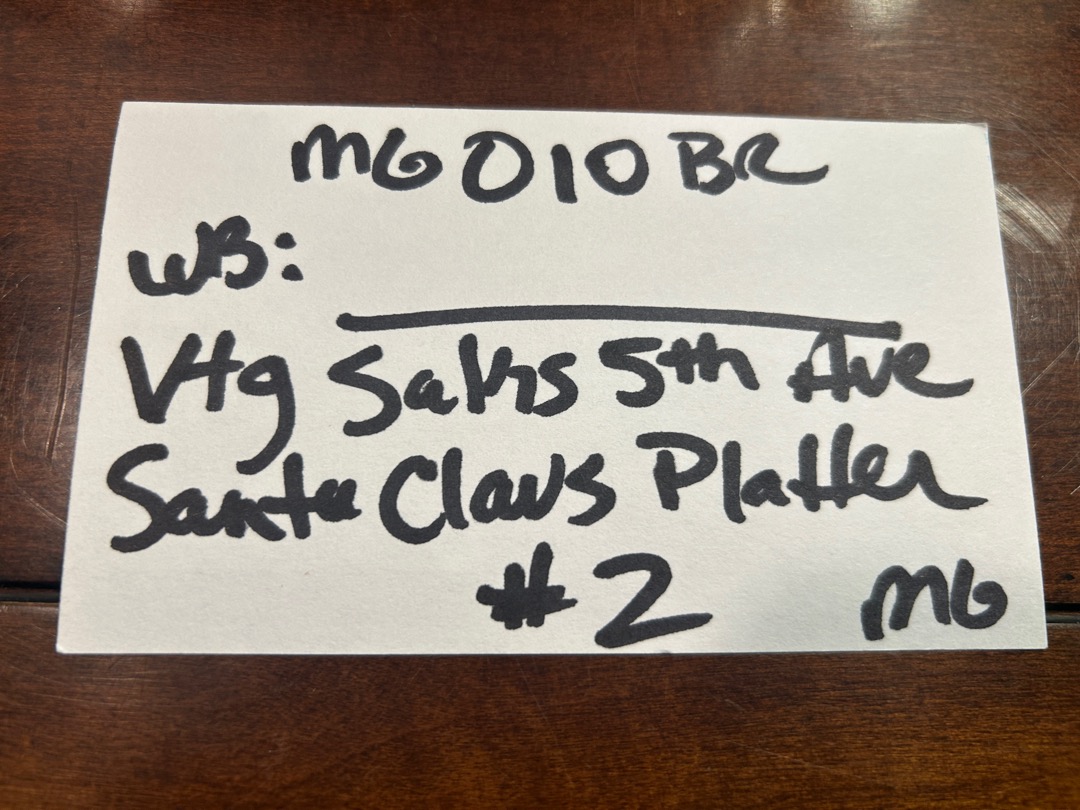 MG010BR
WB:
Vtg Saks 5th Ave
Santa Claus Platter
#2 MG